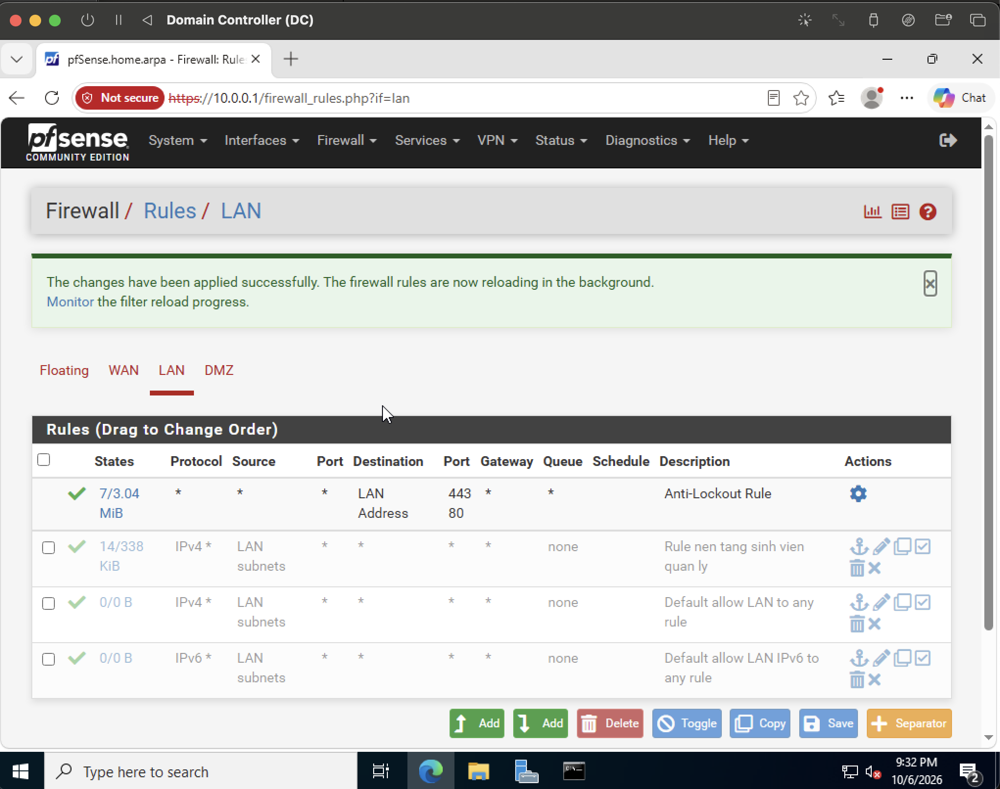 Domain Controller (DC)
pfSense.home.arpa - Firewall: Rule
Not secure https://10.0.0.1/firewall_rules.php?if=lan
Chat
pfsense
COMMUNITY EDITION
System Interfaces Firewall Services VPN Status Diagnostics Help
Firewall / Rules / LAN
The changes have been applied successfully. The firewall rules are now reloading in the background.
Monitor the filter reload progress.
Floating WAN LAN DMZ
Rules (Drag to Change Order)
States Protocol Source Port Destination Port Gateway Queue Schedule Description Actions
7/3.04 * * * LAN 443 * * Anti-Lockout Rule
MiB Address 80
14/338 IPv4 * LAN * * * * none Rule nen tang sinh vien
KiB subnets quan ly
0/0 B IPv4 * LAN * * * * none Default allow LAN to any
subnets rule
0/0 B IPv6 * LAN * * * * none Default allow LAN IPv6 to
subnets any rule
Add Add Delete Toggle Copy Save Separator
Type here to search
9:32 PM
10/6/2026
2